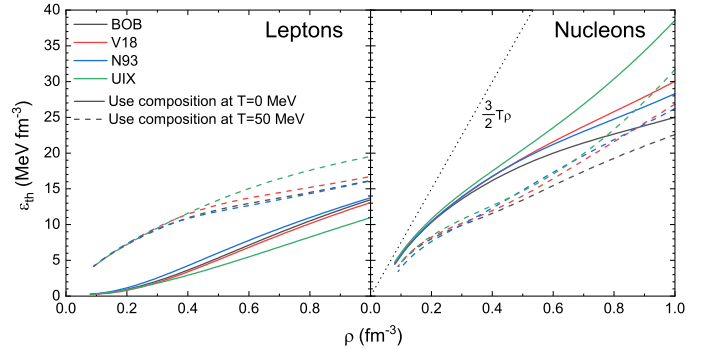 Leptons
Nucleons
BOB
V18
N93
UIX
Use composition at T=0 MeV
Use composition at T=50 MeV
3/2 Tρ
ε_th (MeV fm^-3)
40
35
30
25
20
15
10
5
0
0.0 0.2 0.4 0.6 0.8 0.0 0.2 0.4 0.6 0.8 1.0
ρ (fm^-3)